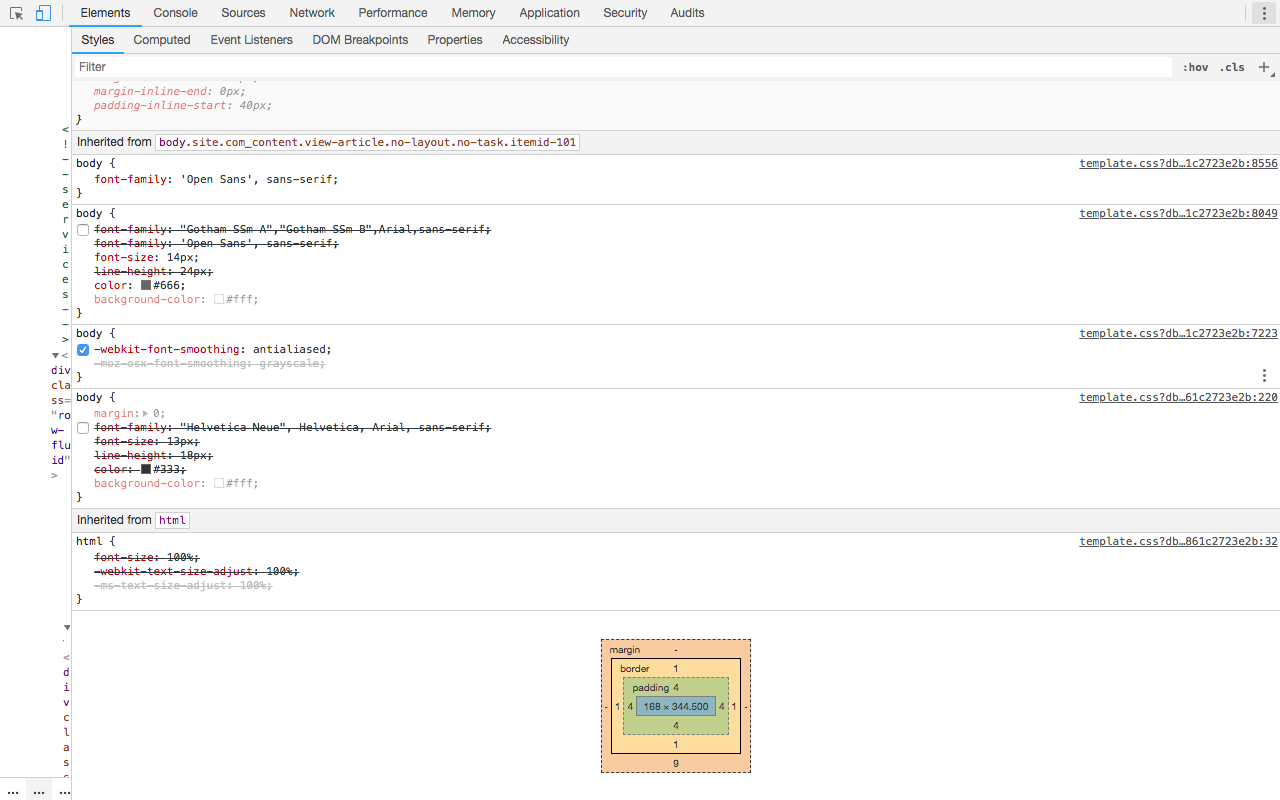 Elements Console Sources Network Performance Memory Application Security Audits
Styles Computed Event Listeners DOM Breakpoints Properties Accessibility
Filter :hov .cls +
margin-inline-end: 0px;
padding-inline-start: 40px;
}
Inherited from body.site.com_content.view-article.no-layout.no-task.itemid-101
body { template.css?db…1c2723e2b:8556
font-family: 'Open Sans', sans-serif;
}
body { template.css?db…1c2723e2b:8049
font-family: "Gotham SSm A","Gotham SSm B",Arial,sans-serif;
font-family: 'Open Sans', sans-serif;
font-size: 14px;
line-height: 24px;
color: #666;
background-color: #fff;
}
body { template.css?db…1c2723e2b:7223
-webkit-font-smoothing: antialiased;
-moz-osx-font-smoothing: grayscale;
}
body { template.css?db…61c2723e2b:220
margin: 0;
font-family: "Helvetica Neue", Helvetica, Arial, sans-serif;
font-size: 13px;
line-height: 18px;
color: #333;
background-color: #fff;
}
Inherited from html
html { template.css?db…861c2723e2b:32
font-size: 100%;
-webkit-text-size-adjust: 100%;
-ms-text-size-adjust: 100%;
}
<
!
-
-
s
e
r
v
i
c
e
s
-
-
>
<
div
cla
ss=
"ro
w-
flu
id"
>
<
d
i
v
c
l
a
s
s
... ... ...
margin -
border 1
padding 4
- 1 4 168 × 344.500 4 1 -
4
1
9